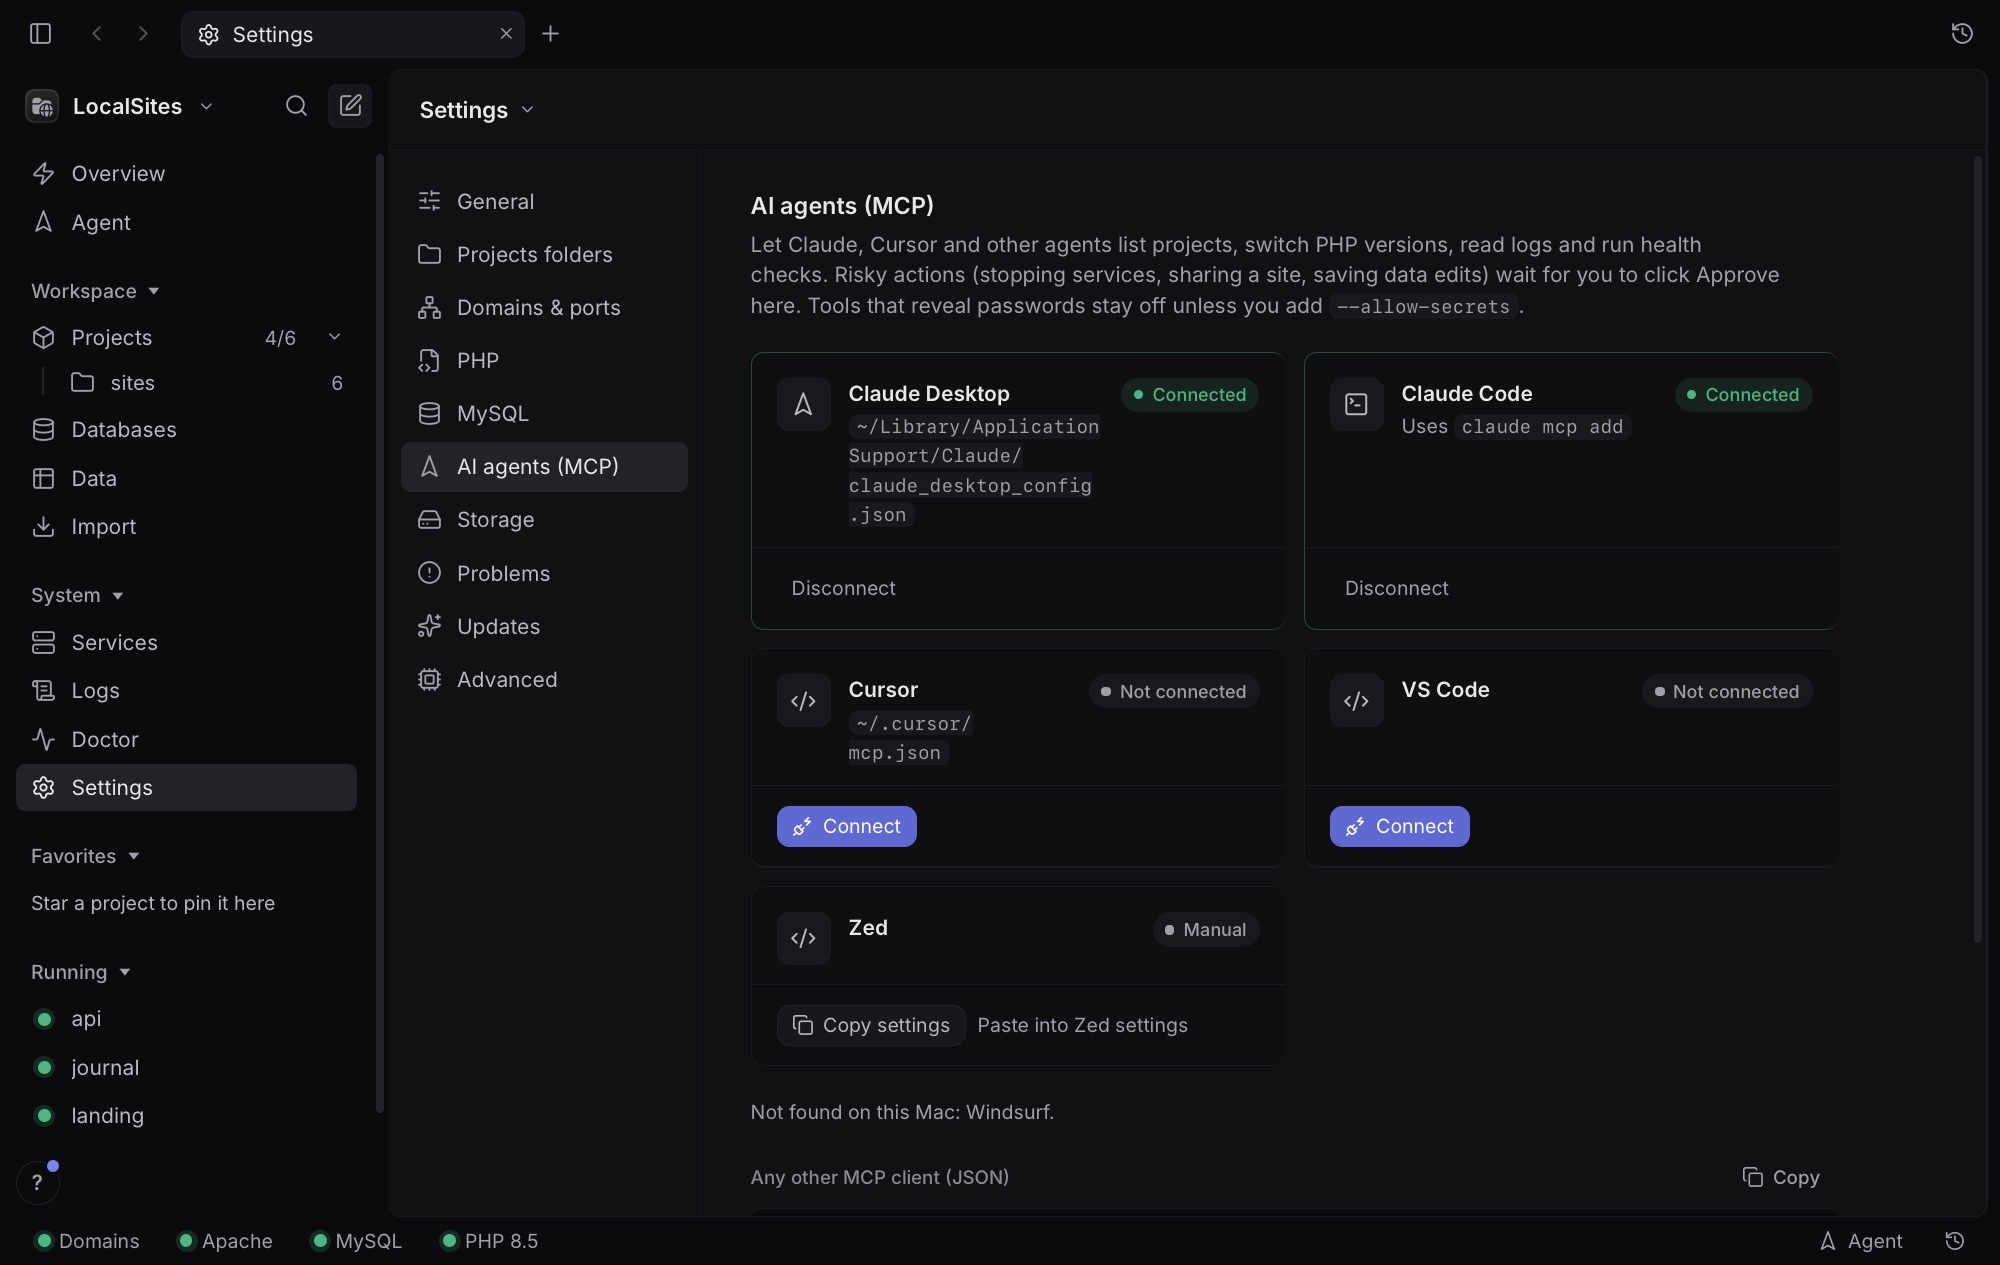 Settings
LocalSites
Overview
Agent
Workspace
Projects 4/6
sites 6
Databases
Data
Import
System
Services
Logs
Doctor
Settings
Favorites
Star a project to pin it here
Running
api
journal
landing
?
Settings
General
Projects folders
Domains & ports
PHP
MySQL
AI agents (MCP)
Storage
Problems
Updates
Advanced
AI agents (MCP)
Let Claude, Cursor and other agents list projects, switch PHP versions, read logs and run health
checks. Risky actions (stopping services, sharing a site, saving data edits) wait for you to click Approve
here. Tools that reveal passwords stay off unless you add --allow-secrets.
Claude Desktop Connected
~/Library/Application
Support/Claude/
claude_desktop_config
.json
Disconnect
Claude Code Connected
Uses claude mcp add
Disconnect
Cursor Not connected
~/.cursor/
mcp.json
Connect
VS Code Not connected
Connect
Zed Manual
Copy settings Paste into Zed settings
Not found on this Mac: Windsurf.
Any other MCP client (JSON) Copy
Domains Apache MySQL PHP 8.5 Agent